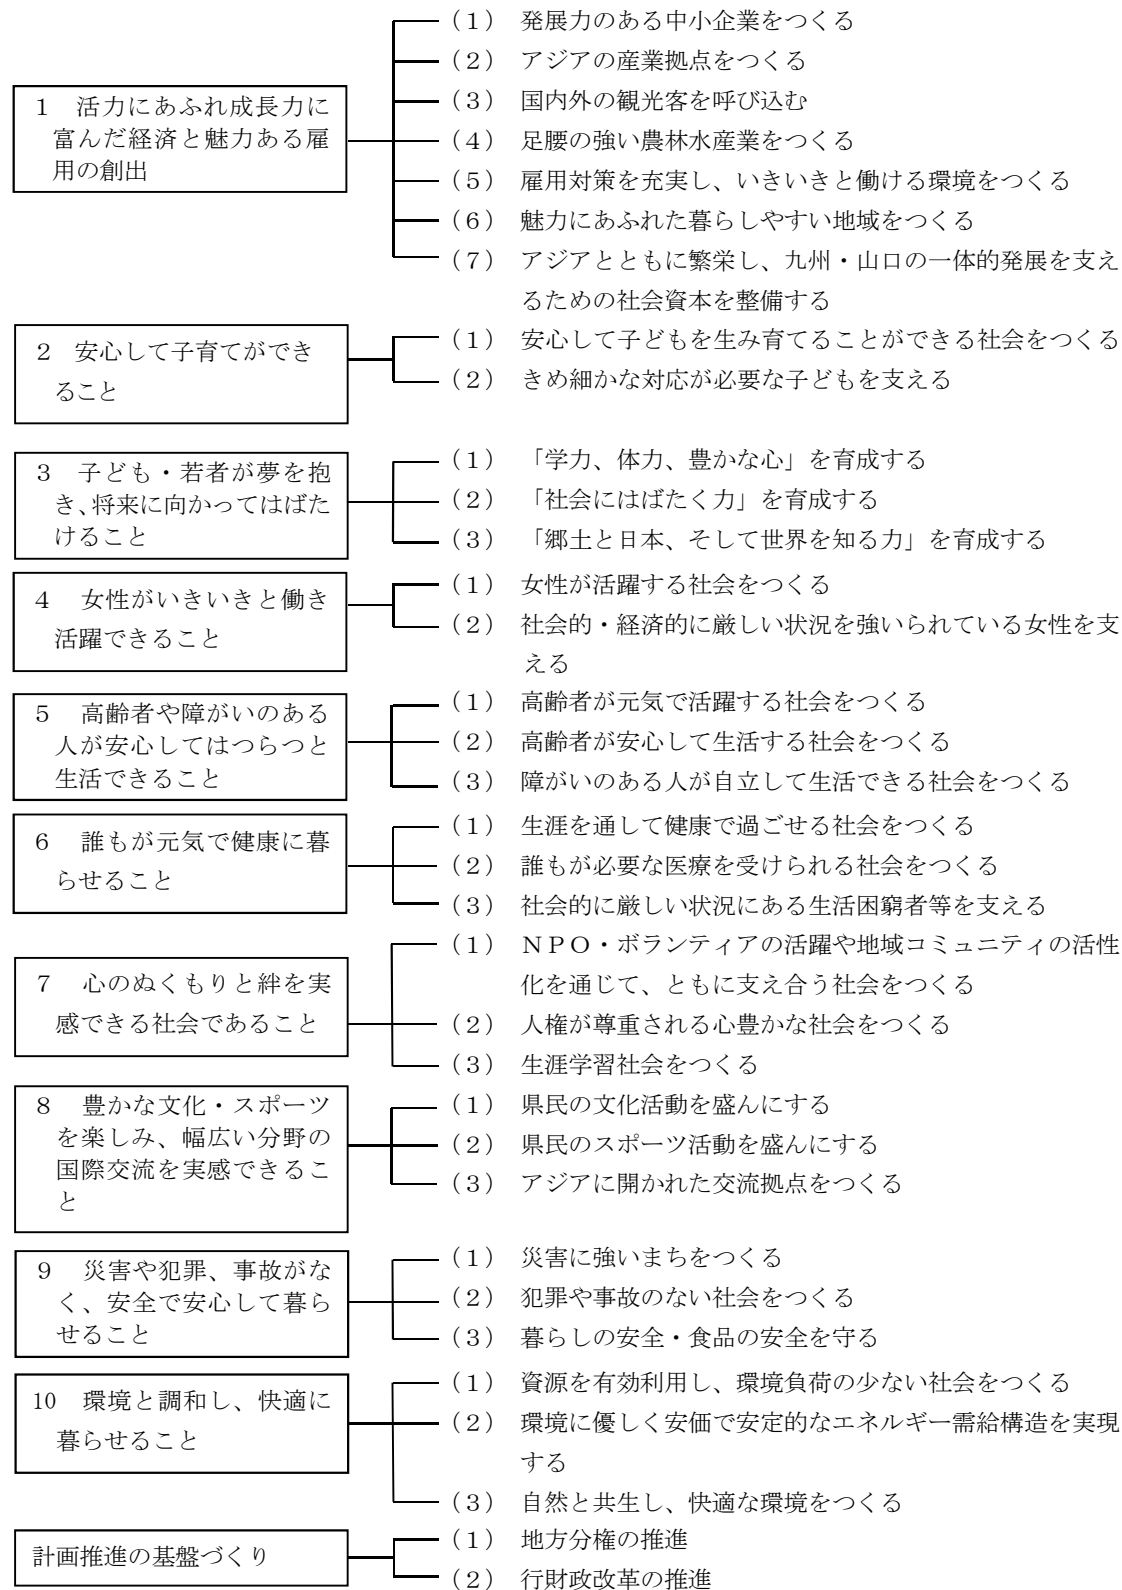 １　活力にあふれ成長力に
富んだ経済と魅力ある雇
用の創出
（１）　発展力のある中小企業をつくる
（２）　アジアの産業拠点をつくる
（３）　国内外の観光客を呼び込む
（４）　足腰の強い農林水産業をつくる
（５）　雇用対策を充実し、いきいきと働ける環境をつくる
（６）　魅力にあふれた暮らしやすい地域をつくる
（７）　アジアとともに繁栄し、九州・山口の一体的発展を支え
るための社会資本を整備する
２　安心して子育てができ
ること
（１）　安心して子どもを生み育てることができる社会をつくる
（２）　きめ細かな対応が必要な子どもを支える
３　子ども・若者が夢を抱
き、将来に向かってはばた
けること
（１）　「学力、体力、豊かな心」を育成する
（２）　「社会にはばたく力」を育成する
（３）　「郷土と日本、そして世界を知る力」を育成する
４　女性がいきいきと働き
活躍できること
（１）　女性が活躍する社会をつくる
（２）　社会的・経済的に厳しい状況を強いられている女性を支
える
５　高齢者や障がいのある
人が安心してはつらつと
生活できること
（１）　高齢者が元気で活躍する社会をつくる
（２）　高齢者が安心して生活する社会をつくる
（３）　障がいのある人が自立して生活できる社会をつくる
６　誰もが元気で健康に暮
らせること
（１）　生涯を通して健康で過ごせる社会をつくる
（２）　誰もが必要な医療を受けられる社会をつくる
（３）　社会的に厳しい状況にある生活困窮者等を支える
７　心のぬくもりと絆を実
感できる社会であること
（１）　ＮＰＯ・ボランティアの活躍や地域コミュニティの活性
化を通じて、ともに支え合う社会をつくる
（２）　人権が尊重される心豊かな社会をつくる
（３）　生涯学習社会をつくる
８　豊かな文化・スポーツ
を楽しみ、幅広い分野の
国際交流を実感できるこ
と
（１）　県民の文化活動を盛んにする
（２）　県民のスポーツ活動を盛んにする
（３）　アジアに開かれた交流拠点をつくる
９　災害や犯罪、事故がな
く、安全で安心して暮ら
せること
（１）　災害に強いまちをつくる
（２）　犯罪や事故のない社会をつくる
（３）　暮らしの安全・食品の安全を守る
10　環境と調和し、快適に
暮らせること
（１）　資源を有効利用し、環境負荷の少ない社会をつくる
（２）　環境に優しく安価で安定的なエネルギー需給構造を実現
する
（３）　自然と共生し、快適な環境をつくる
計画推進の基盤づくり
（１）　地方分権の推進
（２）　行財政改革の推進